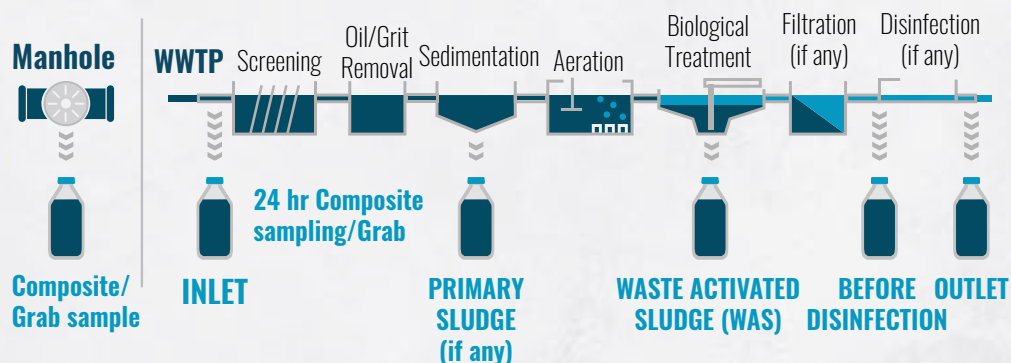 Manhole
Composite/
Grab sample
WWTP
Screening
Oil/Grit
Removal
Sedimentation
Aeration
Biological
Treatment
Filtration
(if any)
Disinfection
(if any)
24 hr Composite
sampling/Grab
INLET
PRIMARY
SLUDGE
(if any)
WASTE ACTIVATED
SLUDGE (WAS)
BEFORE
DISINFECTION
OUTLET